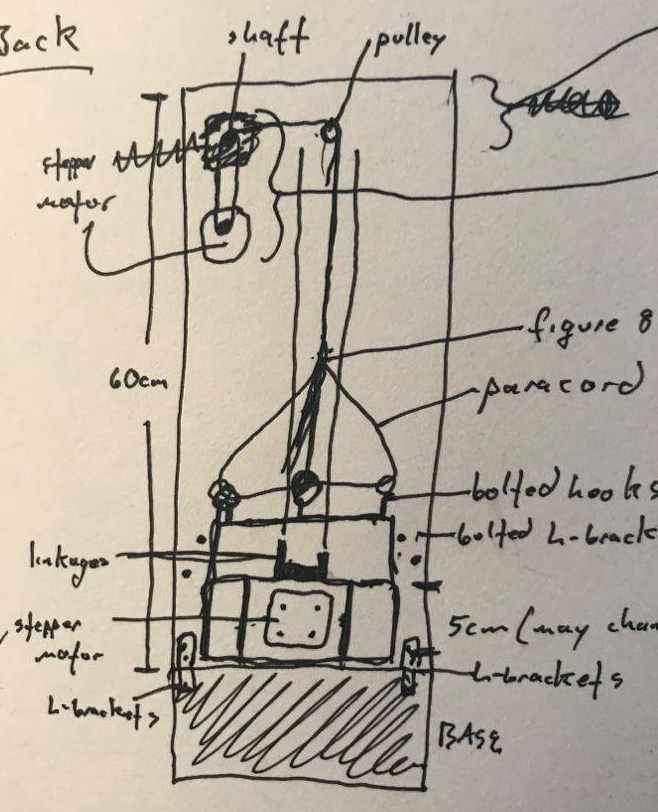 Back
shaft
pulley
stepper
motor
figure 8
60cm
paracord
bolted hooks
bolted L-brack
linkages
stepper
motor
5cm (may chan
L-brackets
L-brackets
BASE